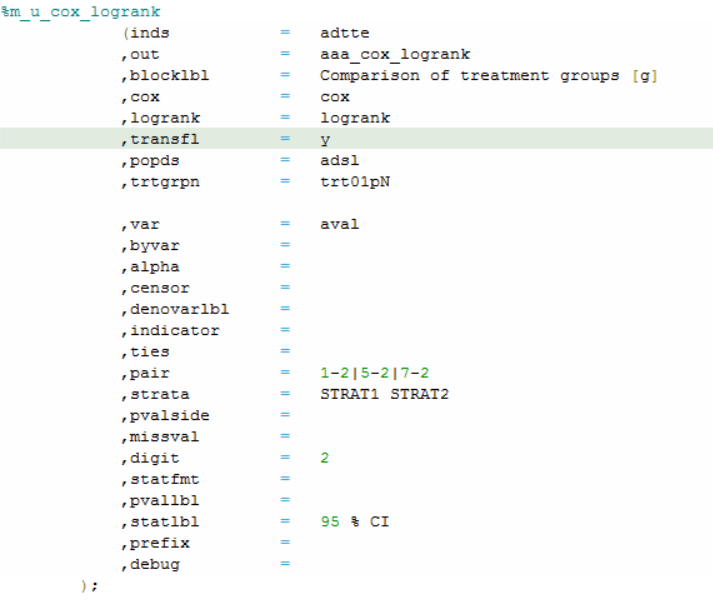 %m_u_cox_logrank
(inds = adtte
,out = aaa_cox_logrank
,blocklbl = Comparison of treatment groups [g]
,cox = cox
,logrank = logrank
,transfl = y
,popds = adsl
,trtgrpn = trt01pN
,var = aval
,byvar =
,alpha =
,censor =
,denovarlbl =
,indicator =
,ties =
,pair = 1-2|5-2|7-2
,strata = STRAT1 STRAT2
,pvalside =
,missval =
,digit = 2
,statfmt =
,pvallbl =
,statlbl = 95 % CI
,prefix =
,debug =
);